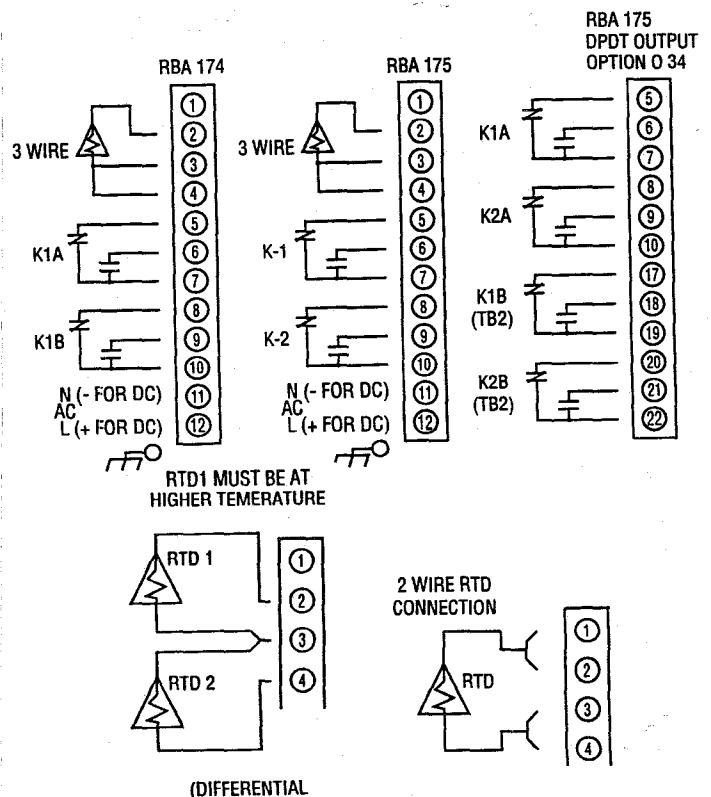 RBA 174
3 WIRE
1
2
3
4
5
6
7
8
9
10
11
12
K1A
K1B
N (- FOR DC)
AC
L (+ FOR DC)
RBA 175
3 WIRE
1
2
3
4
5
6
7
8
9
10
11
12
K-1
K-2
N (- FOR DC)
AC
L (+ FOR DC)
RBA 175
DPDT OUTPUT
OPTION O 34
K1A
5
6
7
K2A
8
9
10
K1B
(TB2)
17
18
19
K2B
(TB2)
20
21
22
RTD1 MUST BE AT
HIGHER TEMERATURE
RTD 1
RTD 2
1
2
3
4
(DIFFERENTIAL
2 WIRE RTD
CONNECTION
RTD
1
2
3
4